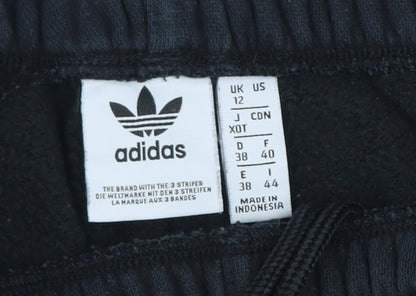 adidas
THE BRAND WITH THE 3 STRIPES
DIE WELTMARKE MIT DEN 3 STREIFEN
LA MARQUE AUX 3 BANDES
UK US
12
J CDN
XOT
D F
38 40
E I
38 44
MADE IN
INDONESIA